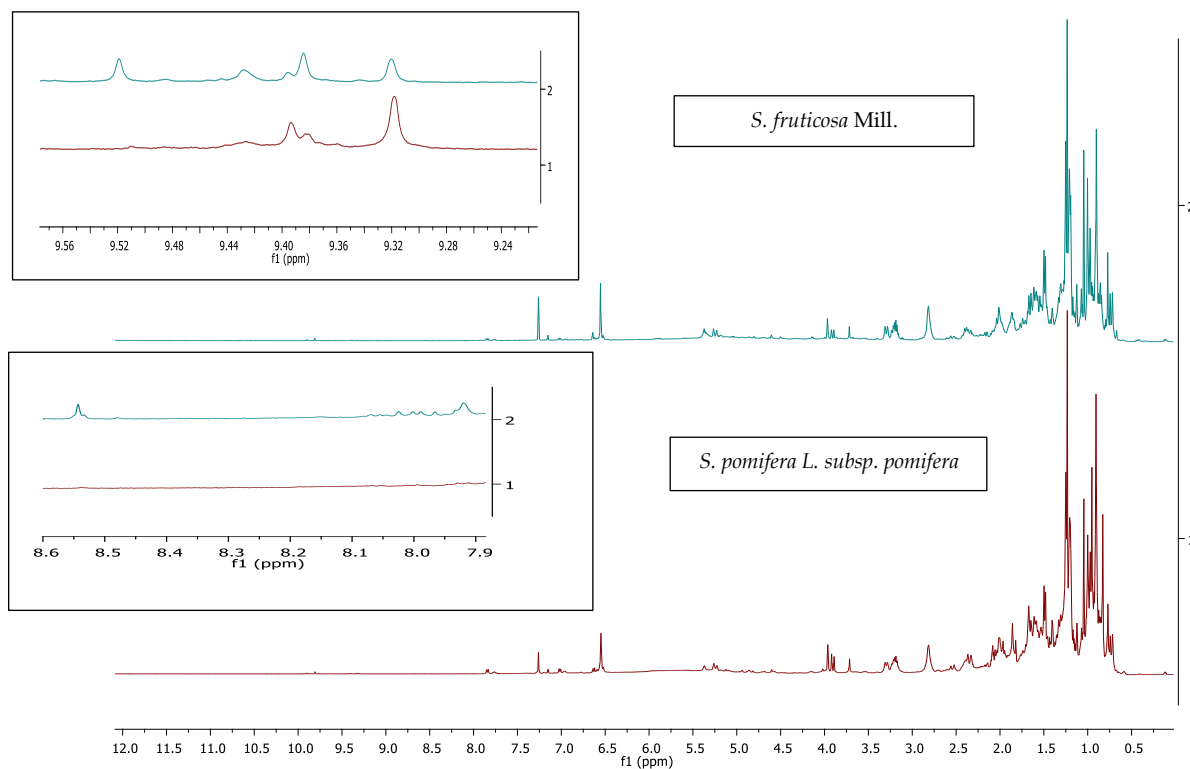 2
1
9.56 9.52 9.48 9.44 9.40 9.36 9.32 9.28 9.24
f1 (ppm)
S. fruticosa Mill.
2
2
1
8.6 8.5 8.4 8.3 8.2 8.1 8.0 7.9
f1 (ppm)
S. pomifera L. subsp. pomifera
12.0 11.5 11.0 10.5 10.0 9.5 9.0 8.5 8.0 7.5 7.0 6.5 6.0 5.5 5.0 4.5 4.0 3.5 3.0 2.5 2.0 1.5 1.0 0.5
f1 (ppm)